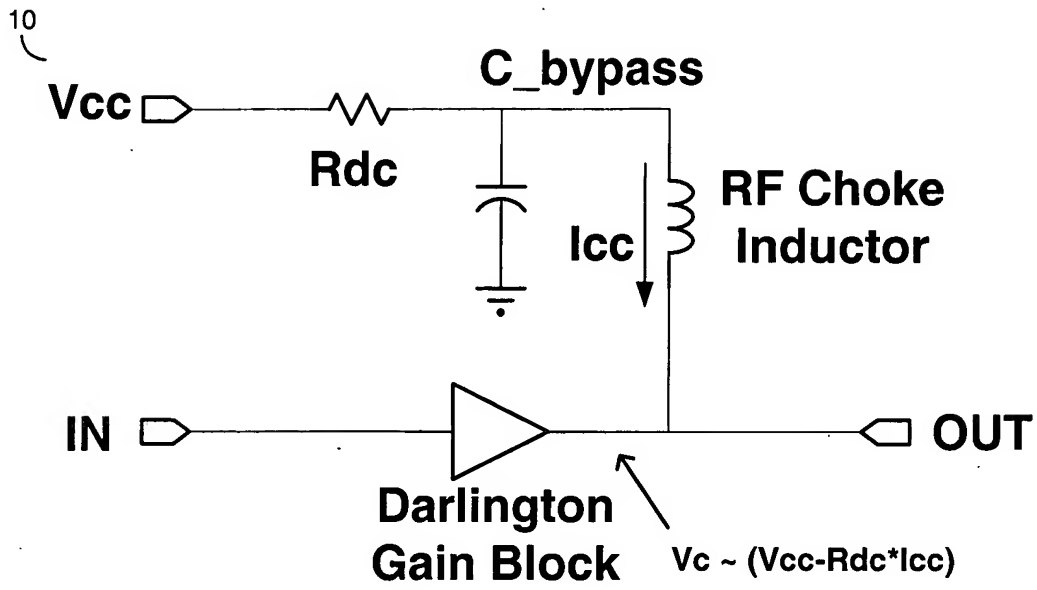 10
C_bypass
Vcc
Rdc
RF Choke
Inductor
Icc
IN
OUT
Darlington
Gain Block
Vc ~ (Vcc-Rdc*Icc)